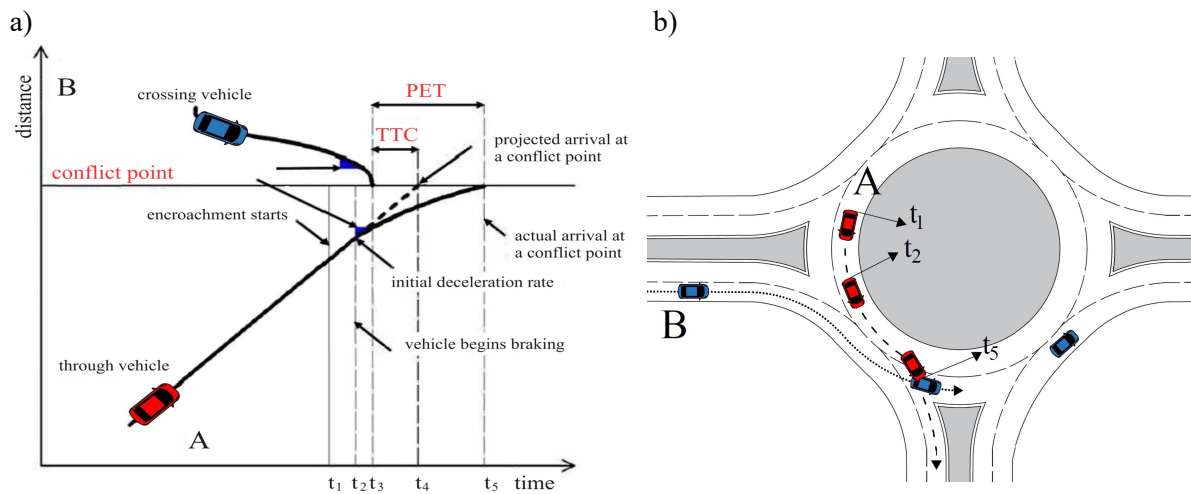 a)
distance
B
crossing vehicle
PET
TTC
projected arrival at
a conflict point
conflict point
encroachment starts
actual arrival at
a conflict point
initial deceleration rate
vehicle begins braking
through vehicle
A
t1 t2 t3 t4 t5 time
b)
A
t1
t2
B
t5